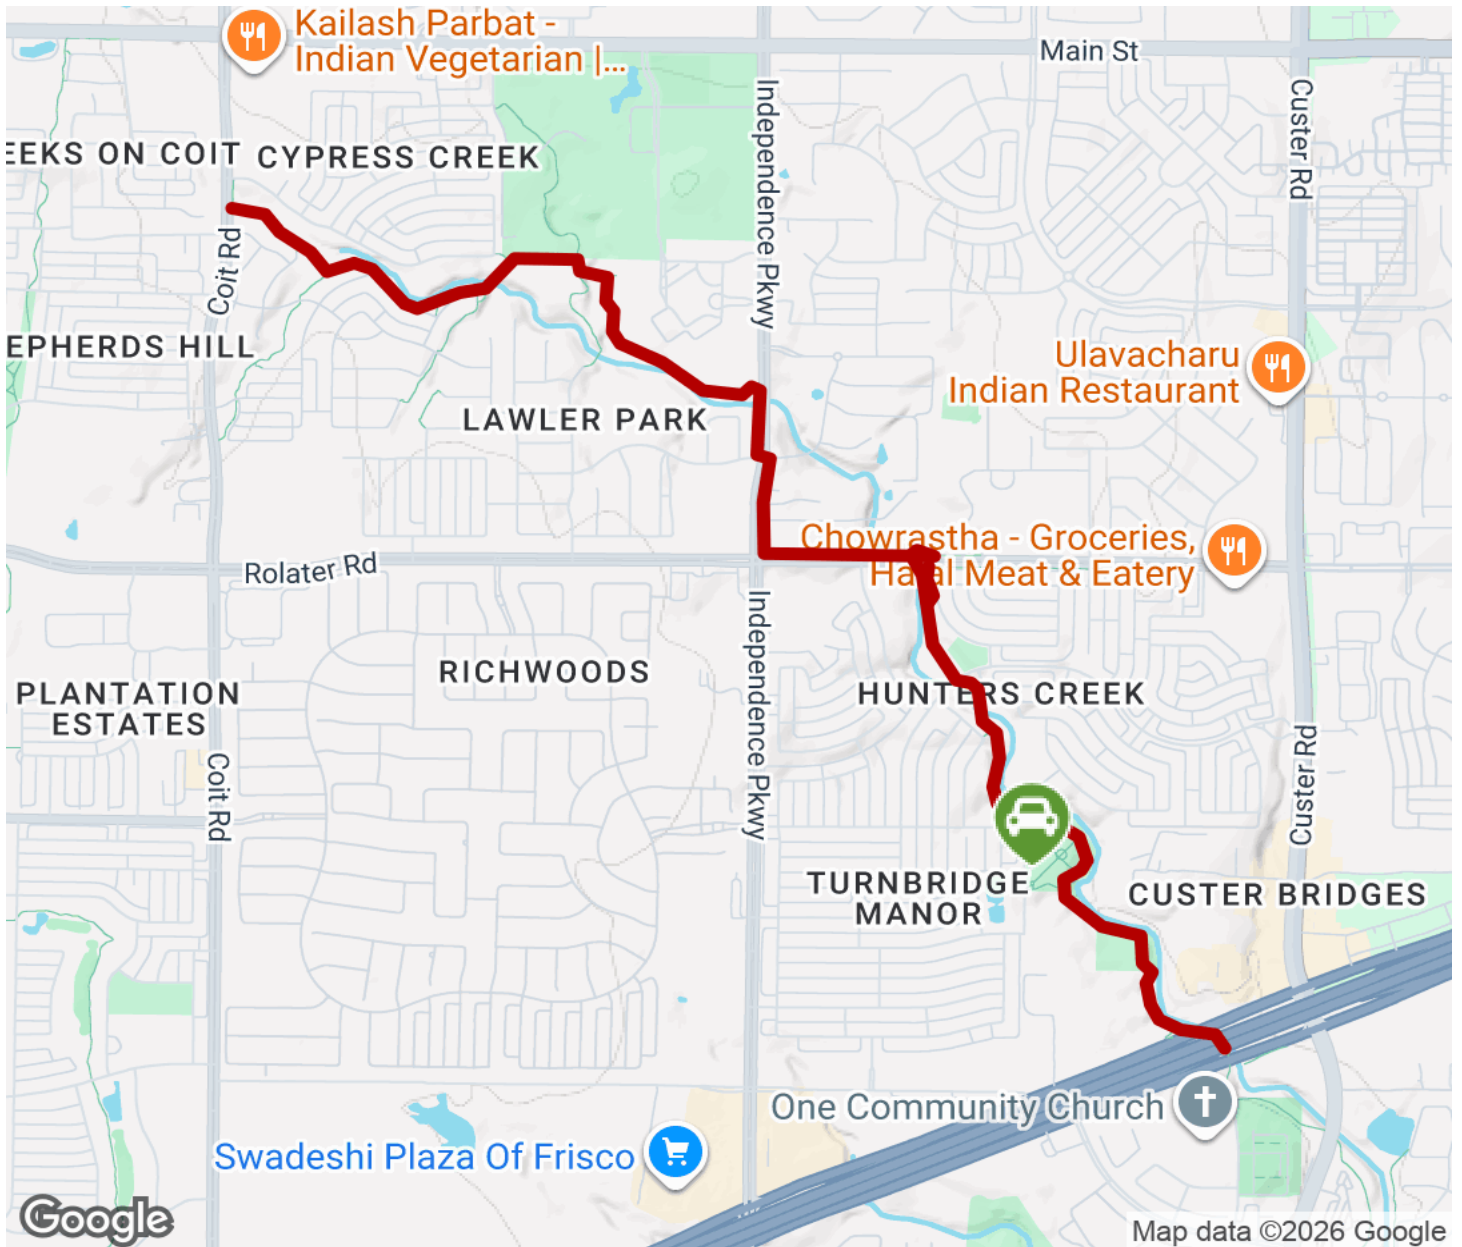 Kailash Parbat -
Indian Vegetarian |...
Main St
Independence Pkwy
Custer Rd
EEKS ON COIT
CYPRESS CREEK
Coit Rd
EPHERDS HILL
Ulavacharu
Indian Restaurant
LAWLER PARK
Chowrastha - Groceries,
Halal Meat & Eatery
Rolater Rd
Independence Pkwy
RICHWOODS
HUNTERS CREEK
PLANTATION
ESTATES
Coit Rd
Custer Rd
TURNBRIDGE
MANOR
CUSTER BRIDGES
One Community Church
Swadeshi Plaza Of Frisco
Google
Map data ©2026 Google